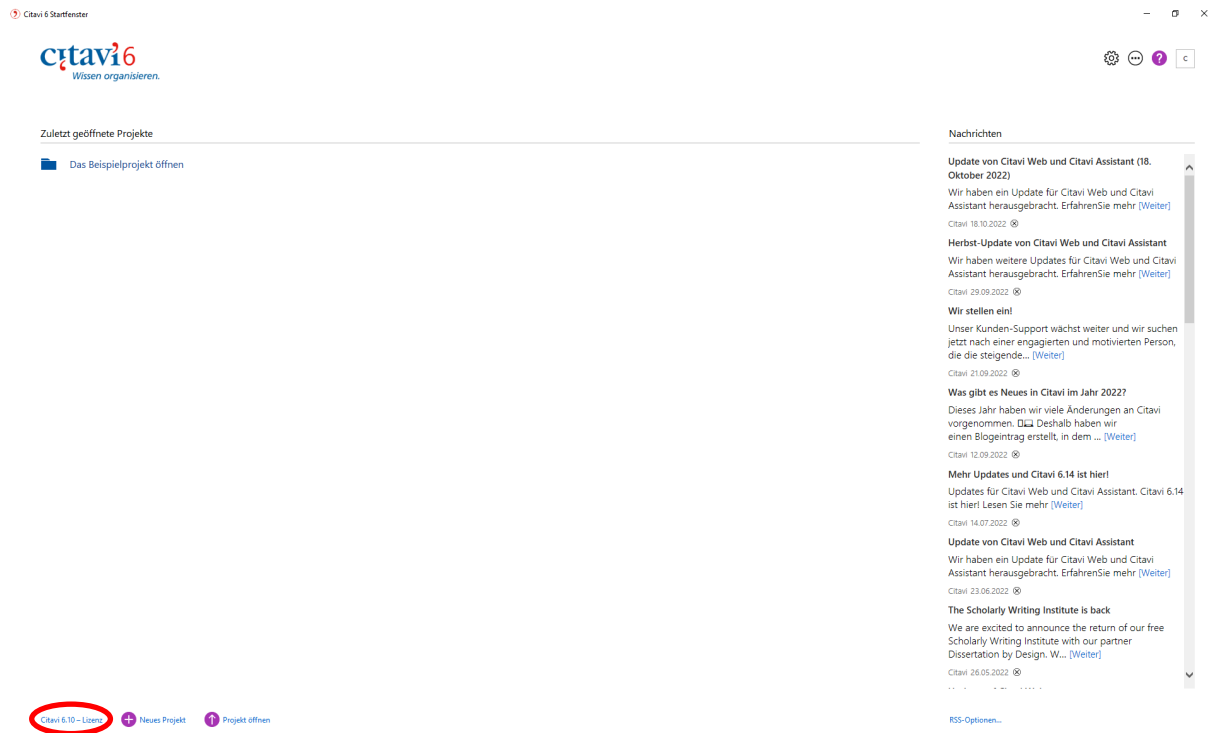 Citavi 6 Startfenster
citavi 6
Wissen organisieren.
?
C
Zuletzt geöffnete Projekte
Das Beispielprojekt öffnen
Nachrichten
Update von Citavi Web und Citavi Assistant (18.
Oktober 2022)
Wir haben ein Update für Citavi Web und Citavi
Assistant herausgebracht. ErfahrenSie mehr [Weiter]
Citavi 18.10.2022
Herbst-Update von Citavi Web und Citavi Assistant
Wir haben weitere Updates für Citavi Web und Citavi
Assistant herausgebracht. ErfahrenSie mehr [Weiter]
Citavi 29.09.2022
Wir stellen ein!
Unser Kunden-Support wächst weiter und wir suchen
jetzt nach einer engagierten und motivierten Person,
die die steigende... [Weiter]
Citavi 21.09.2022
Was gibt es Neues in Citavi im Jahr 2022?
Dieses Jahr haben wir viele Änderungen an Citavi
vorgenommen. Deshalb haben wir
einen Blogeintrag erstellt, in dem ... [Weiter]
Citavi 12.09.2022
Mehr Updates und Citavi 6.14 ist hier!
Updates für Citavi Web und Citavi Assistant. Citavi 6.14
ist hier! Lesen Sie mehr [Weiter]
Citavi 14.07.2022
Update von Citavi Web und Citavi Assistant
Wir haben ein Update für Citavi Web und Citavi
Assistant herausgebracht. ErfahrenSie mehr [Weiter]
Citavi 23.06.2022
The Scholarly Writing Institute is back
We are excited to announce the return of our free
Scholarly Writing Institute with our partner
Dissertation by Design. W... [Weiter]
Citavi 26.05.2022
Citavi 6.10 – Lizenz
Neues Projekt
Projekt öffnen
RSS-Optionen...